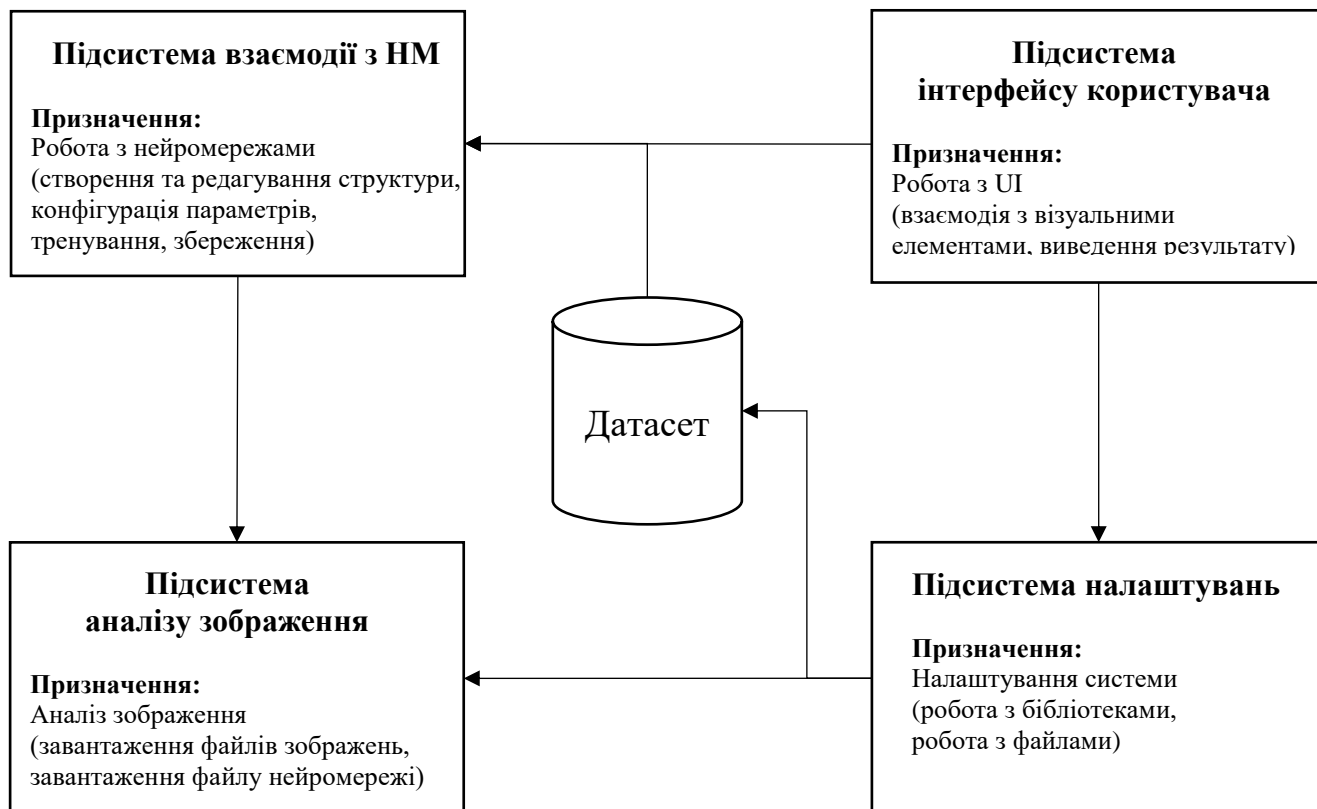 Підсистема взаємодії з НМ
Призначення:
Робота з нейромережами
(створення та редагування структури,
конфігурація параметрів,
тренування, збереження)
Підсистема
інтерфейсу користувача
Призначення:
Робота з UI
(взаємодія з візуальними
елементами, виведення результату)
Датасет
Підсистема
аналізу зображення
Призначення:
Аналіз зображення
(завантаження файлів зображень,
завантаження файлу нейромережі)
Підсистема налаштувань
Призначення:
Налаштування системи
(робота з бібліотеками,
робота з файлами)